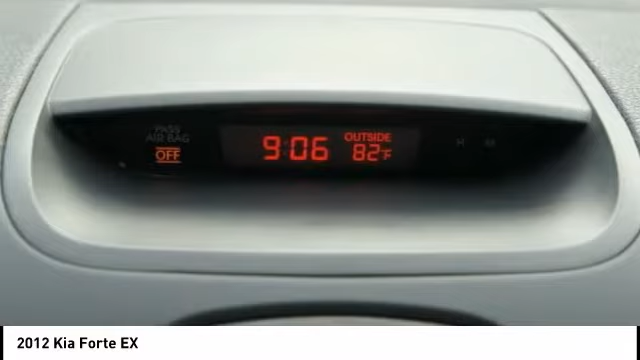 PASS
AIR BAG
OFF
9:06
OUTSIDE
82°F
H M
2012 Kia Forte EX